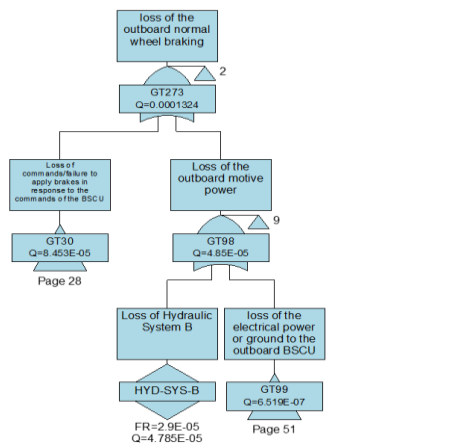 loss of the
outboard normal
wheel braking
2
GT273
Q=0.0001324
Loss of
commands/failure to
apply brakes in
response to the
commands of the BSCU
Loss of the
outboard motive
power
9
GT30
Q=8.453E-05
Page 28
GT98
Q=4.85E-05
Loss of Hydraulic
System B
loss of the
electrical power
or ground to the
outboard BSCU
HYD-SYS-B
FR=2.9E-05
Q=4.785E-05
GT99
Q=6.519E-07
Page 51